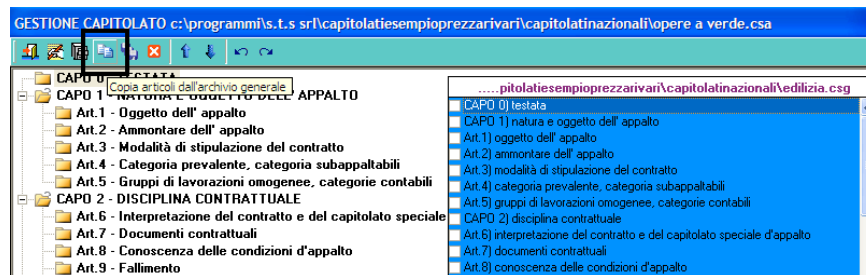 GESTIONE CAPITOLATO c:\programmi\s.t.s srl\capitolatiesempioprezzarivari\capitolatinazionali\opere a verde.csa
CAPO 0 - TESTATA
Copia articoli dall'archivio generale
CAPO 1 - NATURA E OGGETTO DELL' APPALTO
Art.1 - Oggetto dell' appalto
Art.2 - Ammontare dell' appalto
Art.3 - Modalità di stipulazione del contratto
Art.4 - Categoria prevalente, categoria subappaltabili
Art.5 - Gruppi di lavorazioni omogenee, categorie contabili
CAPO 2 - DISCIPLINA CONTRATTUALE
Art.6 - Interpretazione del contratto e del capitolato speciale
Art.7 - Documenti contrattuali
Art.8 - Conoscenza delle condizioni d'appalto
Art.9 - Fallimento
.....pitolatiesempioprezzarivari\capitolatinazionali\edilizia.csg
CAPO 0) testata
CAPO 1) natura e oggetto dell' appalto
Art.1) oggetto dell' appalto
Art.2) ammontare dell' appalto
Art.3) modalità di stipulazione del contratto
Art.4) categoria prevalente, categoria subappaltabili
Art.5) gruppi di lavorazioni omogenee, categorie contabili
CAPO 2) disciplina contrattuale
Art.6) interpretazione del contratto e del capitolato speciale d'appalto
Art.7) documenti contrattuali
Art.8) conoscenza delle condizioni d'appalto